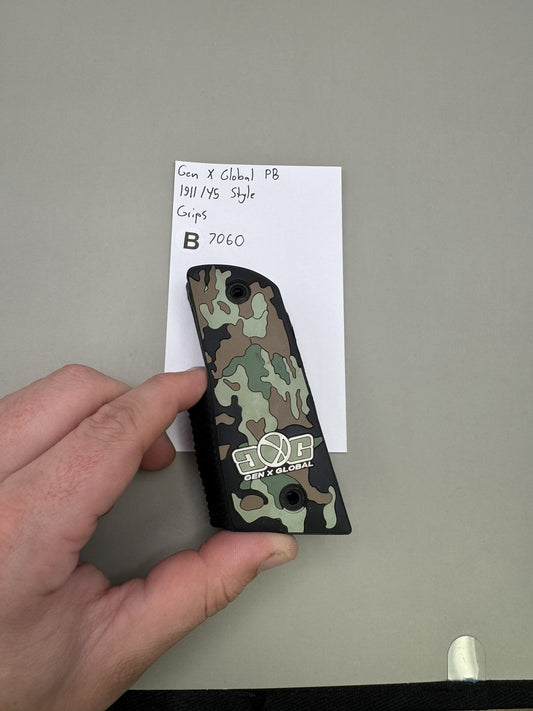 Gen X Global PB
1911/45 Style
Grips
B 7060
GXG
GEN X GLOBAL